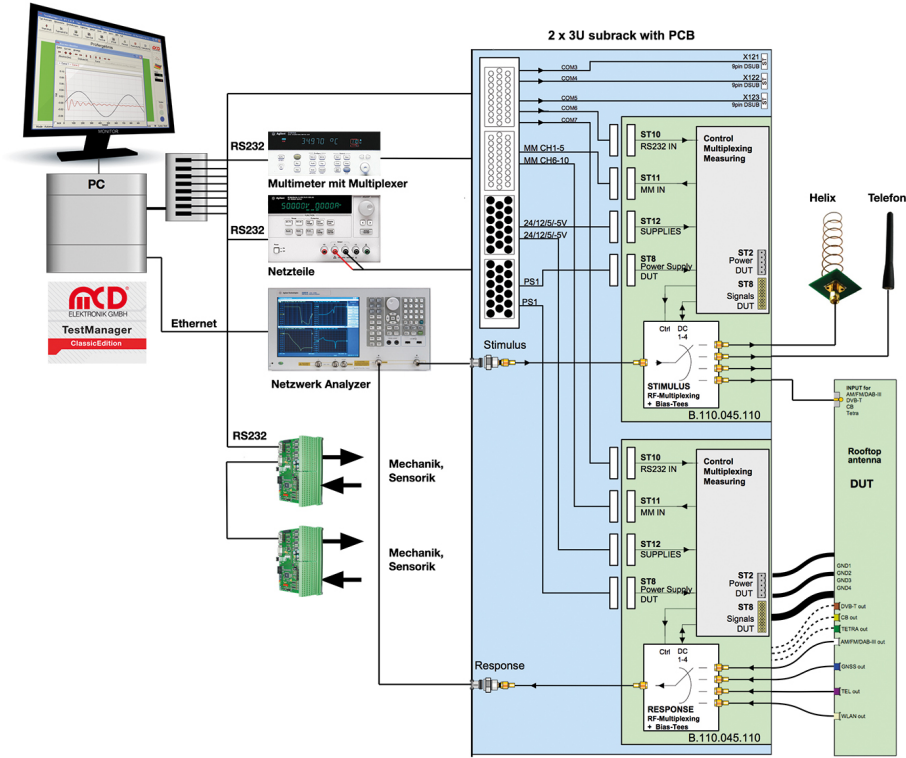 2 x 3U subrack with PCB
MONITOR
PC
MCD
ELEKTRONIK GMBH
TestManager
ClassicEdition
RS232
Multimeter mit Multiplexer
RS232
Netzteile
Ethernet
Netzwerk Analyzer
RS232
Mechanik,
Sensorik
Mechanik,
Sensorik
COM3
COM4
COM5
COM6
COM7
X121
9pin DSUB
X122
9pin DSUB
X123
9pin DSUB
MM CH1-5
MM CH6-10
24/12/5/-5V
24/12/5/-5V
PS1
PS1
Stimulus
ST10
RS232 IN
ST11
MM IN
ST12
SUPPLIES
ST8
Power Supply
DUT
Control
Multiplexing
Measuring
ST2
Power
DUT
ST8
Signals
DUT
Ctrl
DC
1-4
STIMULUS
RF-Multiplexing
+ Bias-Tees
B.110.045.110
Helix
Telefon
INPUT for
AM/FM/DAB-III
DVB-T
CB
Tetra
Rooftop
antenna
DUT
ST10
RS232 IN
ST11
MM IN
ST12
SUPPLIES
ST8
Power Supply
DUT
Control
Multiplexing
Measuring
ST2
Power
DUT
ST8
Signals
DUT
Ctrl
DC
1-4
Response
RESPONSE
RF-Multiplexing
+ Bias-Tees
B.110.045.110
GND1
GND2
GND3
GND4
DVB-T out
CB out
TETRA out
AM/FM/DAB-III out
GNSS out
TEL out
WLAN out